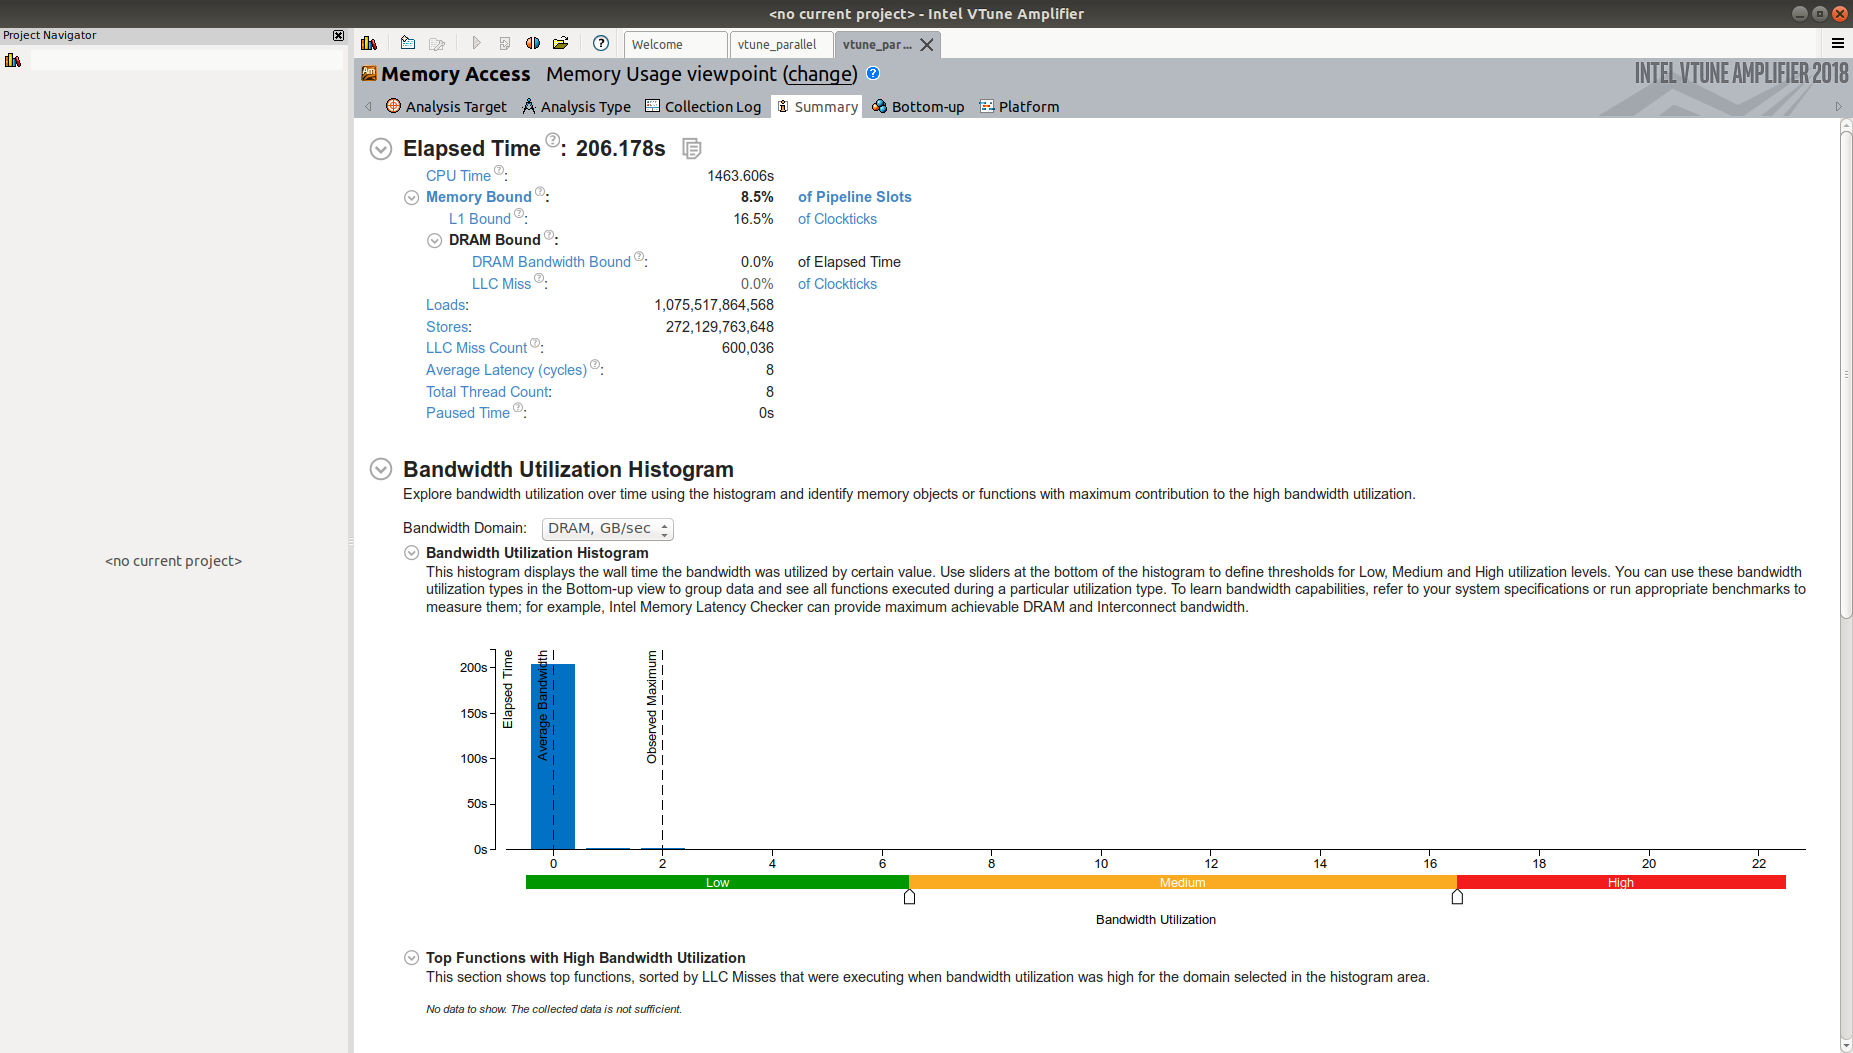 <no current project> - Intel VTune Amplifier
Project Navigator
Welcome
vtune_parallel
vtune_par...
Memory Access Memory Usage viewpoint (change)
INTEL VTUNE AMPLIFIER 2018
Analysis Target Analysis Type Collection Log Summary Bottom-up Platform
<no current project>
Elapsed Time ?: 206.178s
CPU Time ?: 1463.606s
Memory Bound ?: 8.5% of Pipeline Slots
L1 Bound ?: 16.5% of Clockticks
DRAM Bound ?:
DRAM Bandwidth Bound ?: 0.0% of Elapsed Time
LLC Miss ?: 0.0% of Clockticks
Loads: 1,075,517,864,568
Stores: 272,129,763,648
LLC Miss Count ?: 600,036
Average Latency (cycles) ?: 8
Total Thread Count: 8
Paused Time ?: 0s
Bandwidth Utilization Histogram
Explore bandwidth utilization over time using the histogram and identify memory objects or functions with maximum contribution to the high bandwidth utilization.
Bandwidth Domain: DRAM, GB/sec
Bandwidth Utilization Histogram
This histogram displays the wall time the bandwidth was utilized by certain value. Use sliders at the bottom of the histogram to define thresholds for Low, Medium and High utilization levels. You can use these bandwidth
utilization types in the Bottom-up view to group data and see all functions executed during a particular utilization type. To learn bandwidth capabilities, refer to your system specifications or run appropriate benchmarks to
measure them; for example, Intel Memory Latency Checker can provide maximum achievable DRAM and Interconnect bandwidth.
Elapsed Time
Average Bandwidth
Observed Maximum
200s
150s
100s
50s
0s
0 2 4 6 8 10 12 14 16 18 20 22
Low Medium High
Bandwidth Utilization
Top Functions with High Bandwidth Utilization
This section shows top functions, sorted by LLC Misses that were executing when bandwidth utilization was high for the domain selected in the histogram area.
No data to show. The collected data is not sufficient.